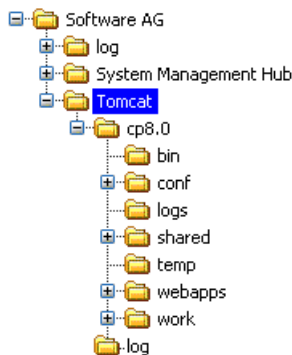 Software AG
log
System Management Hub
Tomcat
cp8.0
bin
conf
logs
shared
temp
webapps
work
log